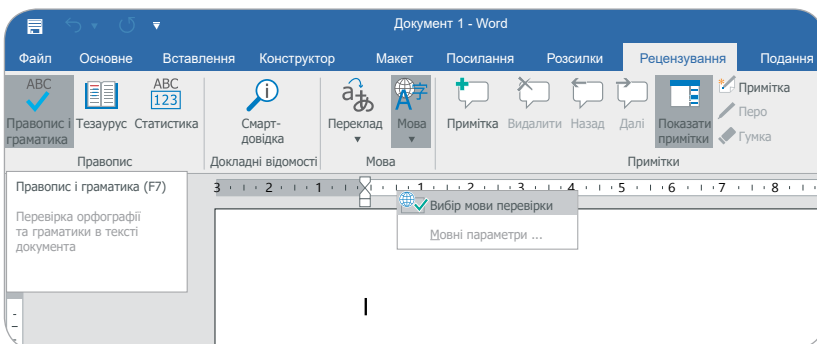 Документ 1 - Word
Файл Основне Вставлення Конструктор Макет Посилання Розсилки Рецензування Подання
ABC
Правопис і граматика
Тезаурус
ABC
123
Статистика
Правопис
Смарт-
довідка
Докладні відомості
Переклад
Мова
Мова
Примітка
Видалити
Назад
Далі
Показати
примітки
Примітка
Перо
Гумка
Примітки
Правопис і граматика (F7)
Перевірка орфографії
та граматики в тексті
документа
3 2 1 1 2 3 4 5 6 7 8
Вибір мови перевірки
Мовні параметри ...